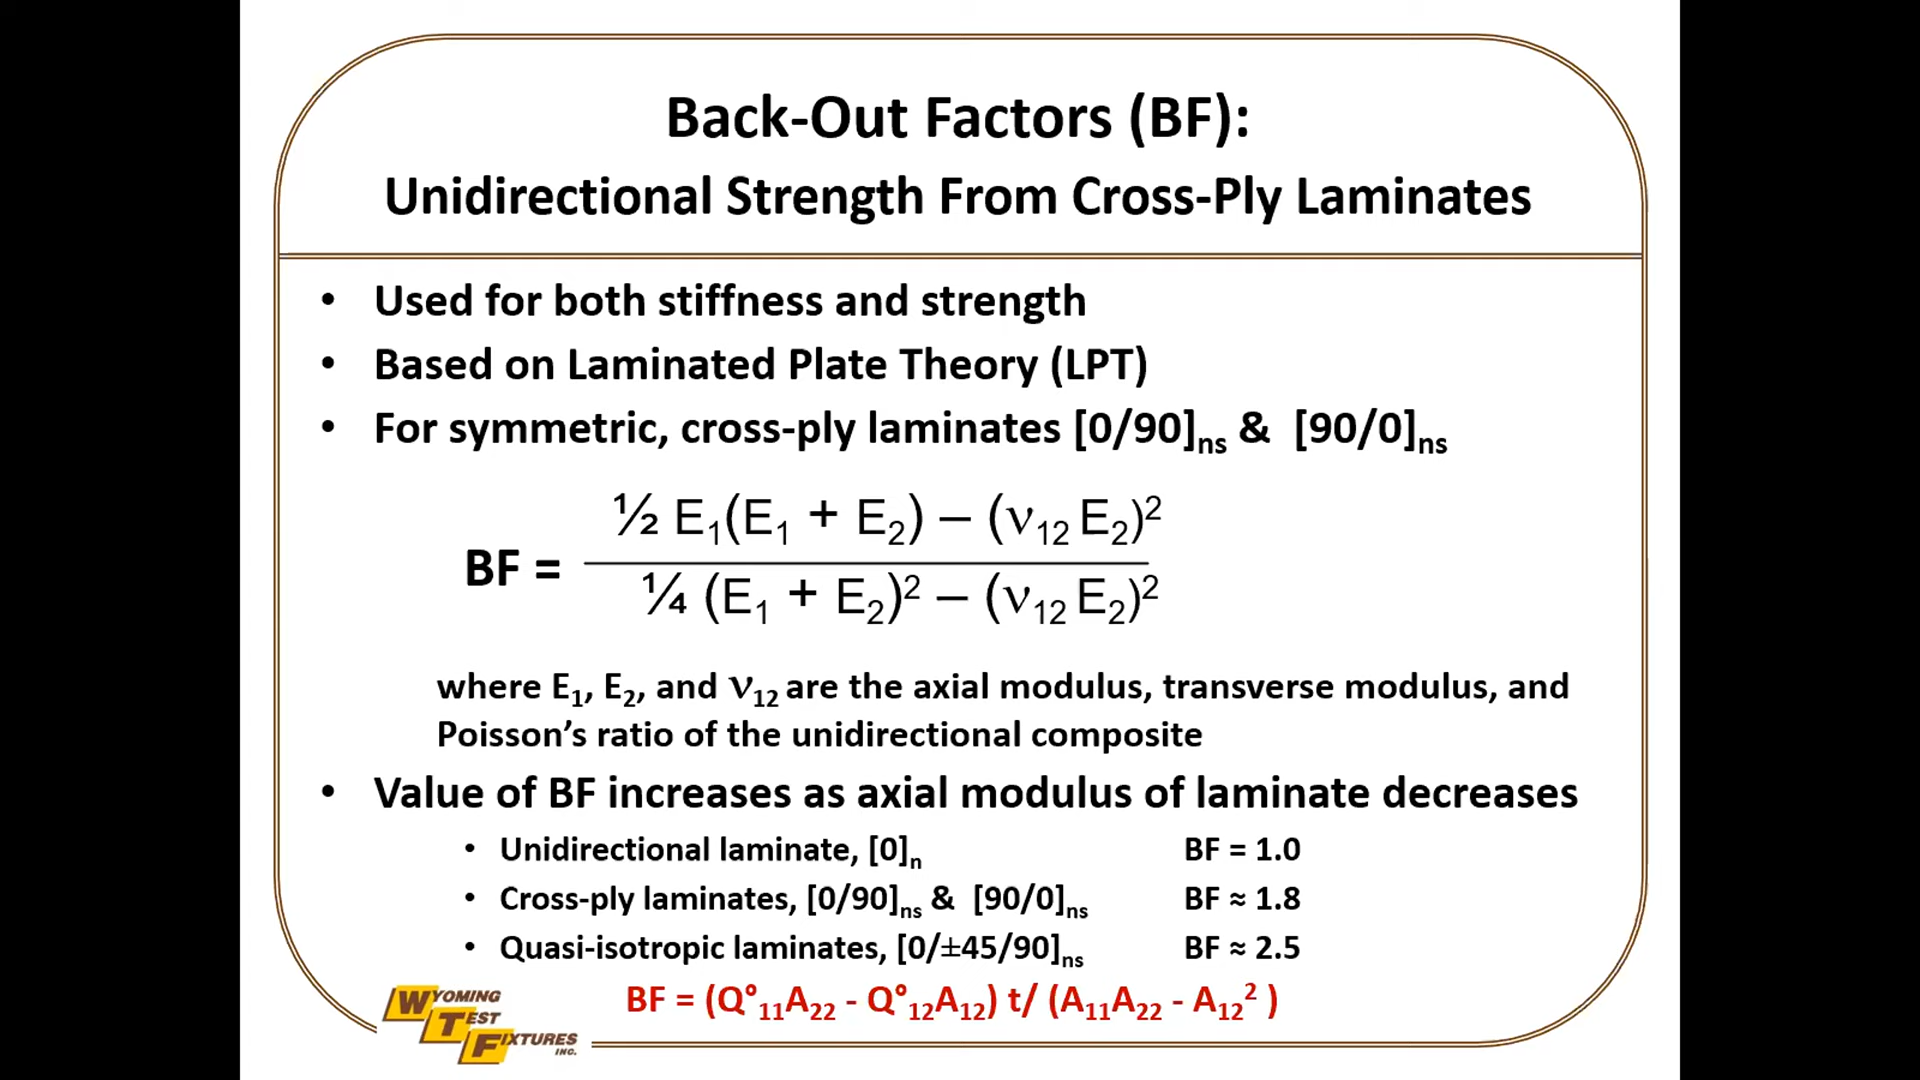 Back-Out Factors (BF):
Unidirectional Strength From Cross-Ply Laminates
• Used for both stiffness and strength
• Based on Laminated Plate Theory (LPT)
• For symmetric, cross-ply laminates [0/90]ns & [90/0]ns
½ E1(E1 + E2) – (ν12 E2)2
BF =
¼ (E1 + E2)2 – (ν12 E2)2
where E1, E2, and ν12 are the axial modulus, transverse modulus, and
Poisson’s ratio of the unidirectional composite
• Value of BF increases as axial modulus of laminate decreases
• Unidirectional laminate, [0]n BF = 1.0
• Cross-ply laminates, [0/90]ns & [90/0]ns BF ≈ 1.8
• Quasi-isotropic laminates, [0/±45/90]ns BF ≈ 2.5
BF = (Qº11A22 - Qº12A12) t/ (A11A22 - A122 )
WYOMING
TEST
FIXTURES
INC.